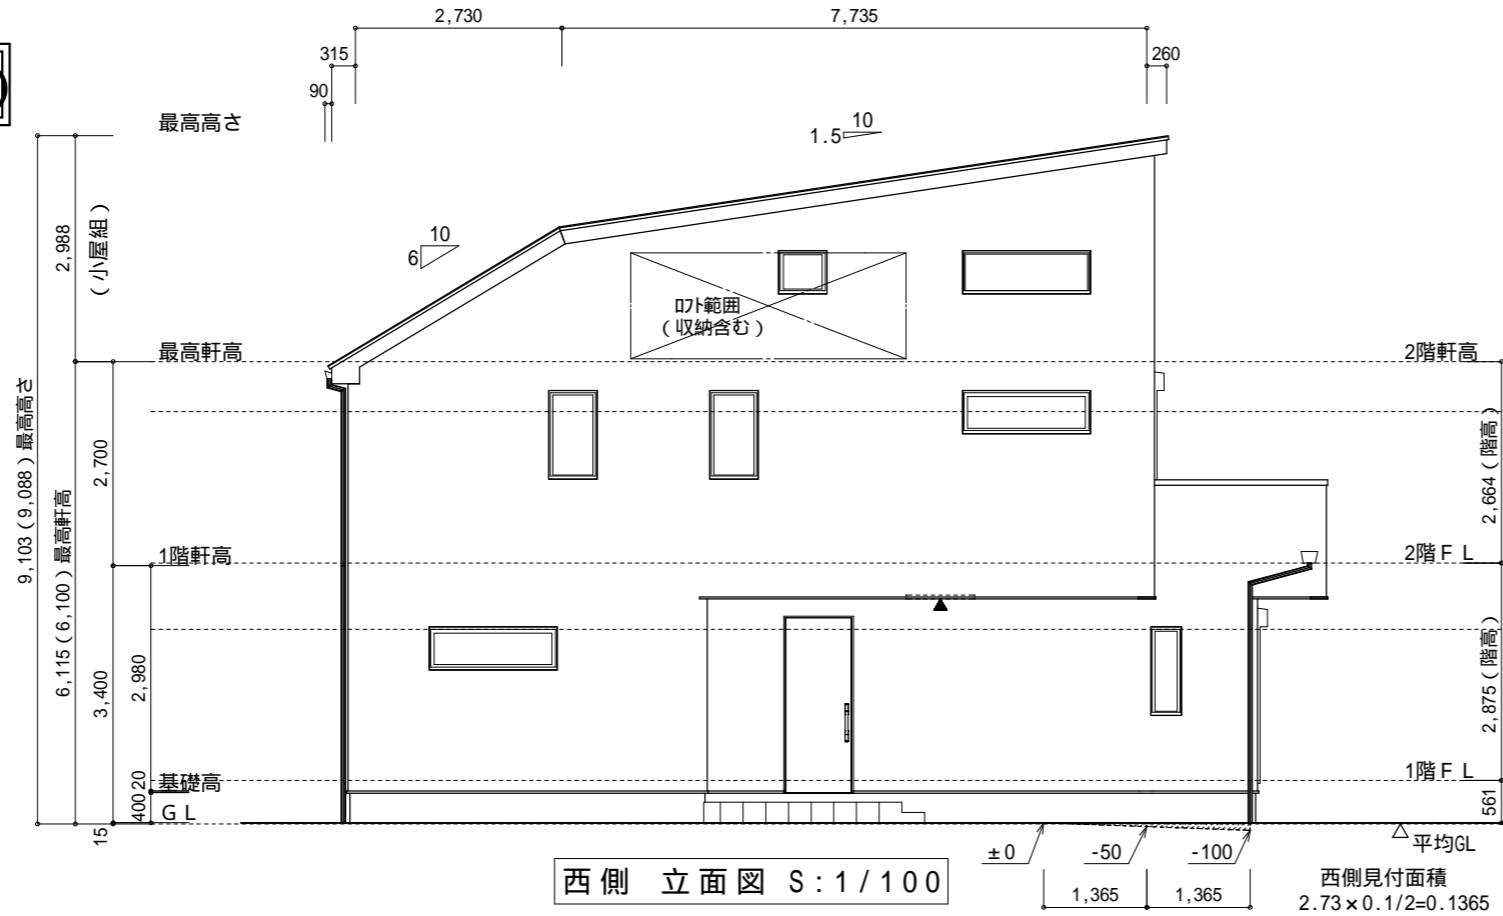 2,730
7,735
315
260
90
最高高さ
10
1.5
2,988
(小屋組)
10
6
ロフト範囲
(収納含む)
最高軒高
2階軒高
9,103(9,088)最高高さ
6,115(6,100)最高軒高
2,700
2,664(階高)
1階軒高
2階FL
3,400
2,980
2,875(階高)
20
基礎高
1階FL
400
GL
561
15
±0
-50
-100
平均GL
西側 立面図 S:1/100
1,365
1,365
西側見付面積
2.73×0.1/2=0.1365